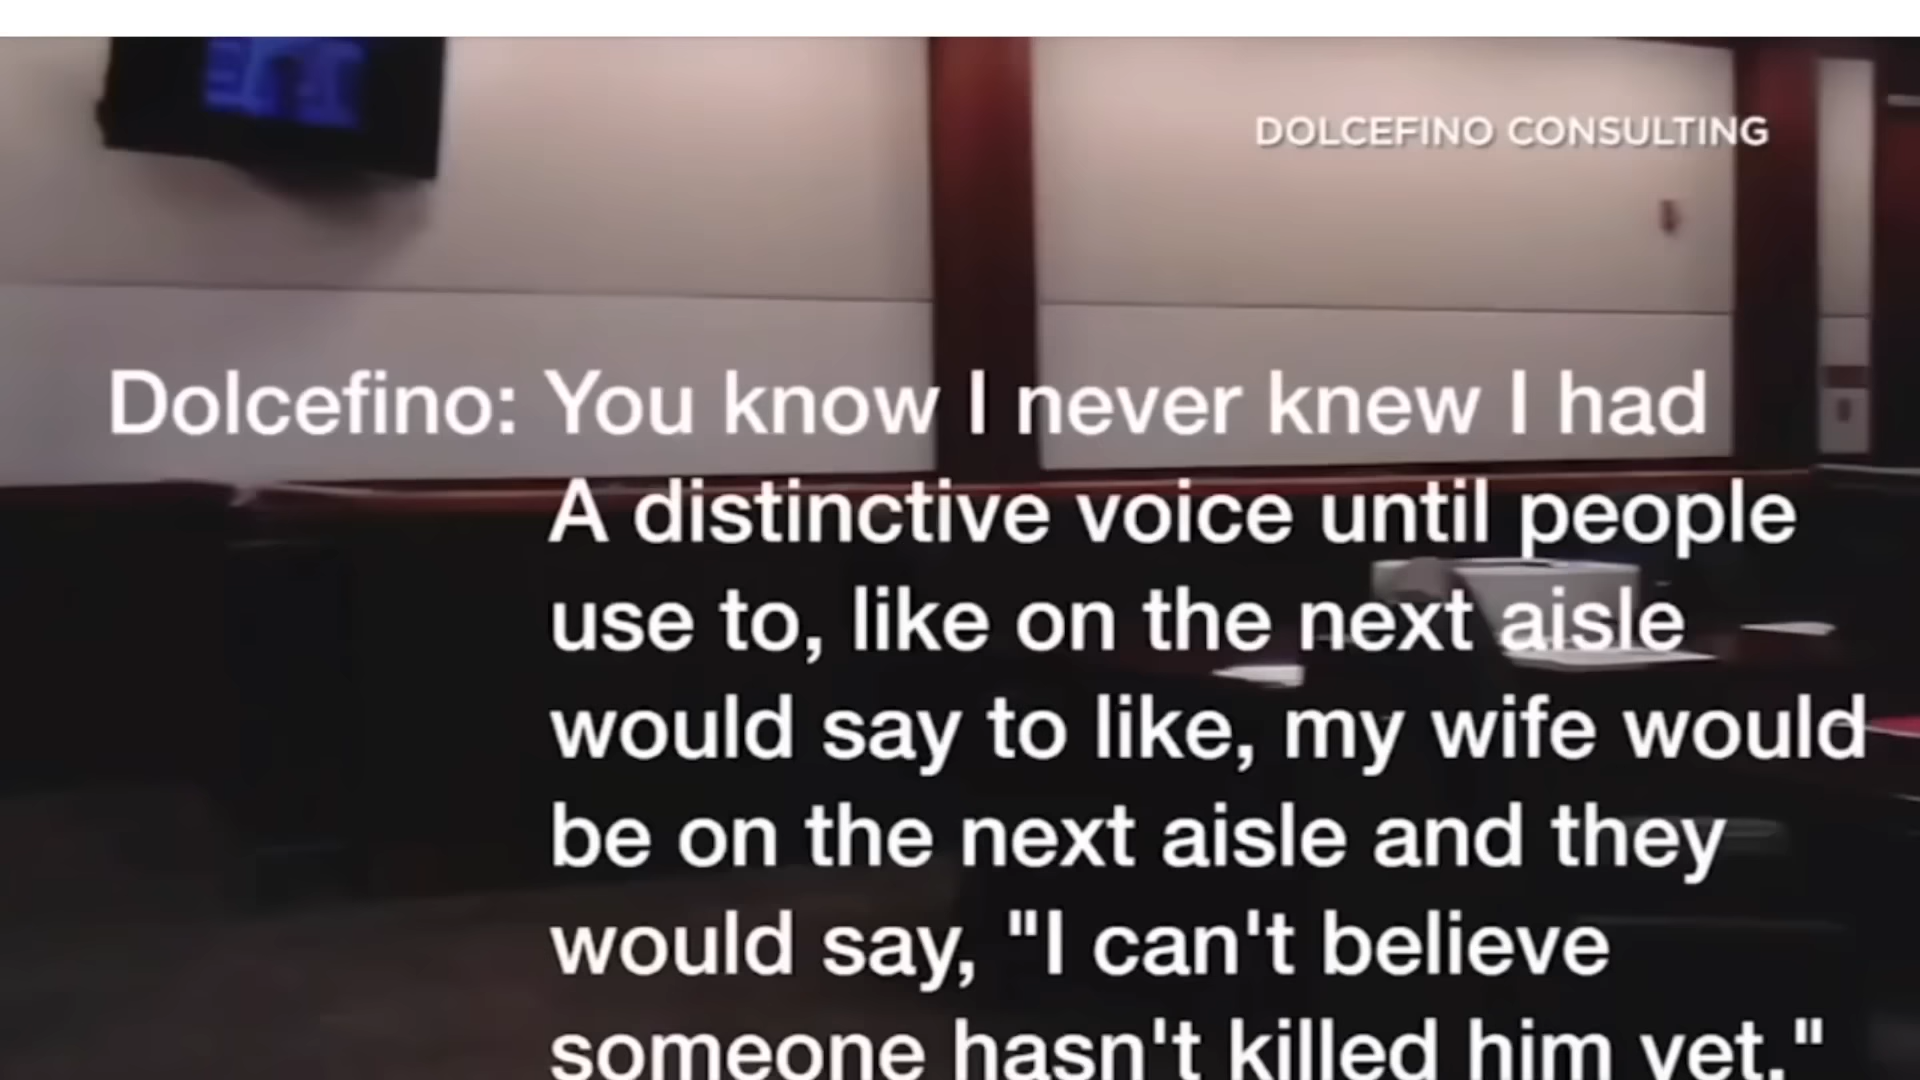 DOLCEFINO CONSULTING
Dolcefino: You know I never knew I had
A distinctive voice until people
use to, like on the next aisle
would say to like, my wife would
be on the next aisle and they
would say, "I can't believe
someone hasn't killed him yet."